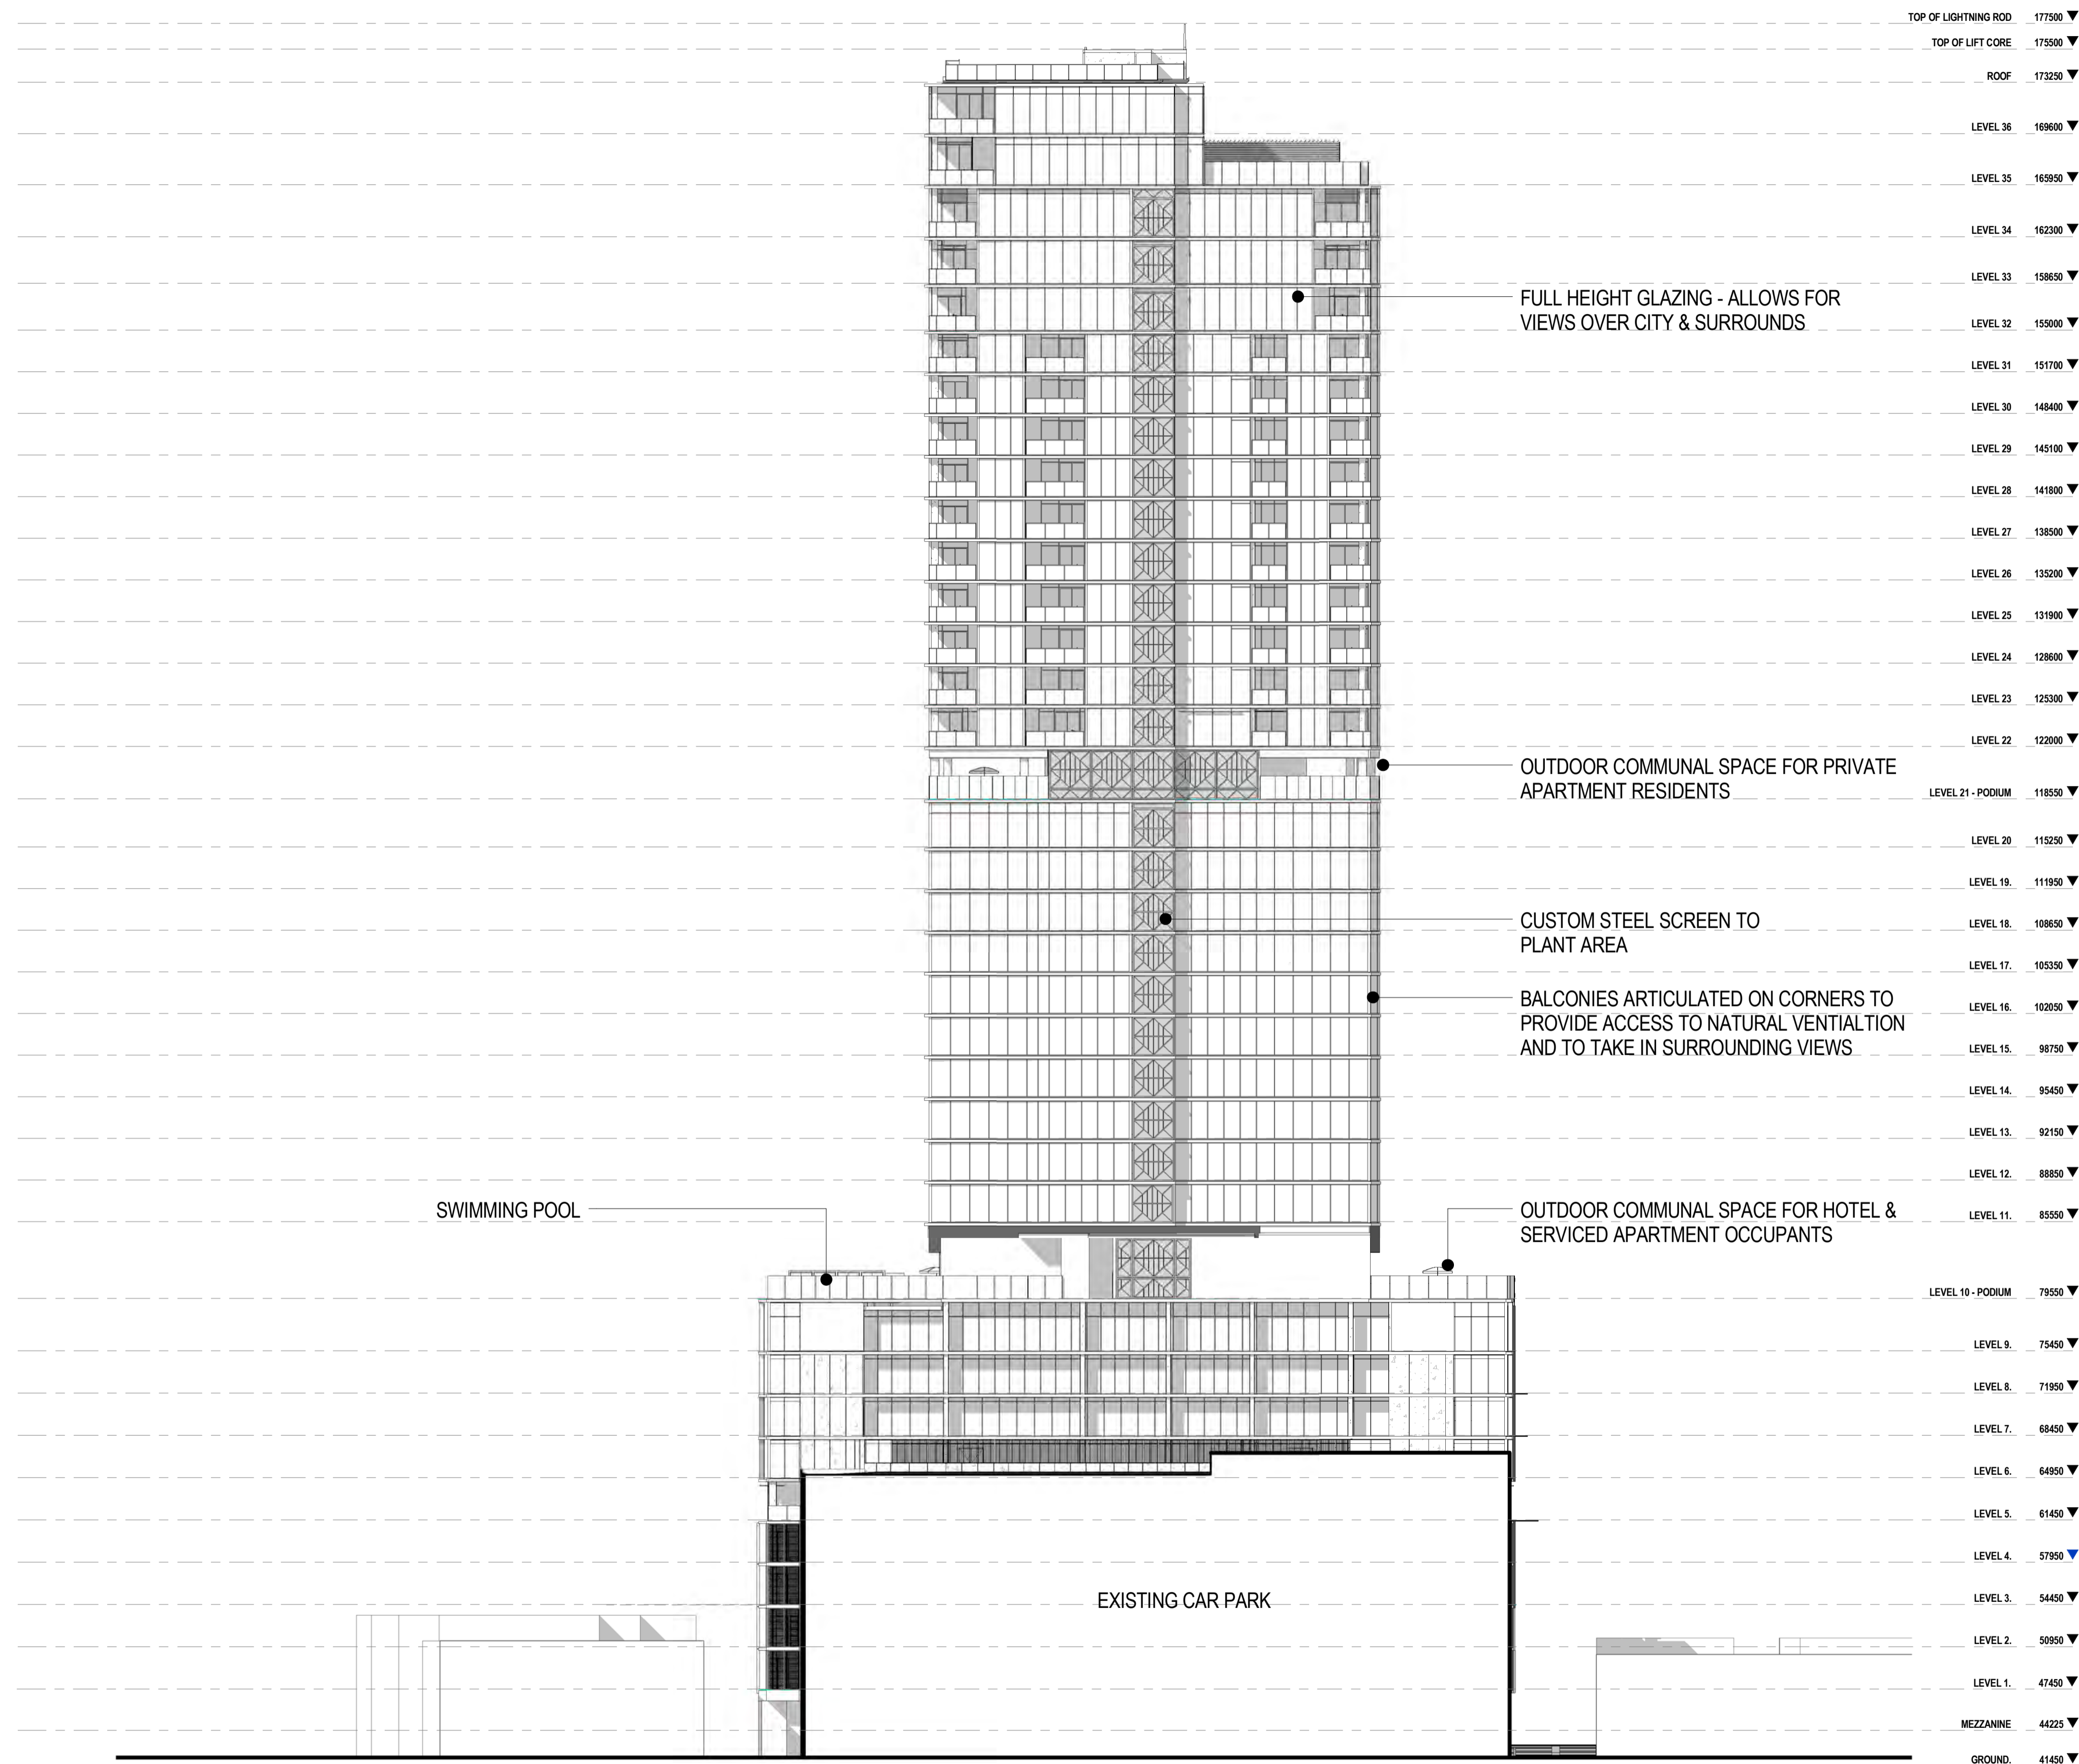 TOP OF LIGHTNING ROD 177500
TOP OF LIFT CORE 175500
ROOF 173250
LEVEL 36 169600
LEVEL 35 165950
LEVEL 34 162300
LEVEL 33 158650
FULL HEIGHT GLAZING - ALLOWS FOR
VIEWS OVER CITY & SURROUNDS
LEVEL 32 155000
LEVEL 31 151700
LEVEL 30 148400
LEVEL 29 145100
LEVEL 28 141800
LEVEL 27 138500
LEVEL 26 135200
LEVEL 25 131900
LEVEL 24 128600
LEVEL 23 125300
LEVEL 22 122000
OUTDOOR COMMUNAL SPACE FOR PRIVATE
APARTMENT RESIDENTS
LEVEL 21 - PODIUM 118550
LEVEL 20 115250
LEVEL 19. 111950
CUSTOM STEEL SCREEN TO
PLANT AREA
LEVEL 18. 108650
LEVEL 17. 105350
BALCONIES ARTICULATED ON CORNERS TO
PROVIDE ACCESS TO NATURAL VENTIALTION
AND TO TAKE IN SURROUNDING VIEWS
LEVEL 16. 102050
LEVEL 15. 98750
LEVEL 14. 95450
LEVEL 13. 92150
LEVEL 12. 88850
SWIMMING POOL
OUTDOOR COMMUNAL SPACE FOR HOTEL &
SERVICED APARTMENT OCCUPANTS
LEVEL 11. 85550
LEVEL 10 - PODIUM 79550
LEVEL 9. 75450
LEVEL 8. 71950
LEVEL 7. 68450
LEVEL 6. 64950
LEVEL 5. 61450
LEVEL 4. 57950
EXISTING CAR PARK
LEVEL 3. 54450
LEVEL 2. 50950
LEVEL 1. 47450
MEZZANINE 44225
GROUND. 41450